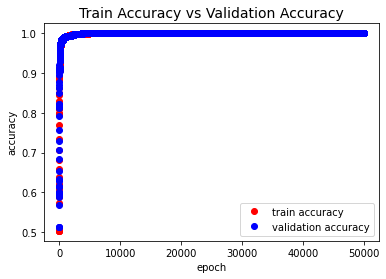 Train Accuracy vs Validation Accuracy
1.0
0.9
0.8
0.7
0.6
0.5
accuracy
train accuracy
validation accuracy
0 10000 20000 30000 40000 50000
epoch